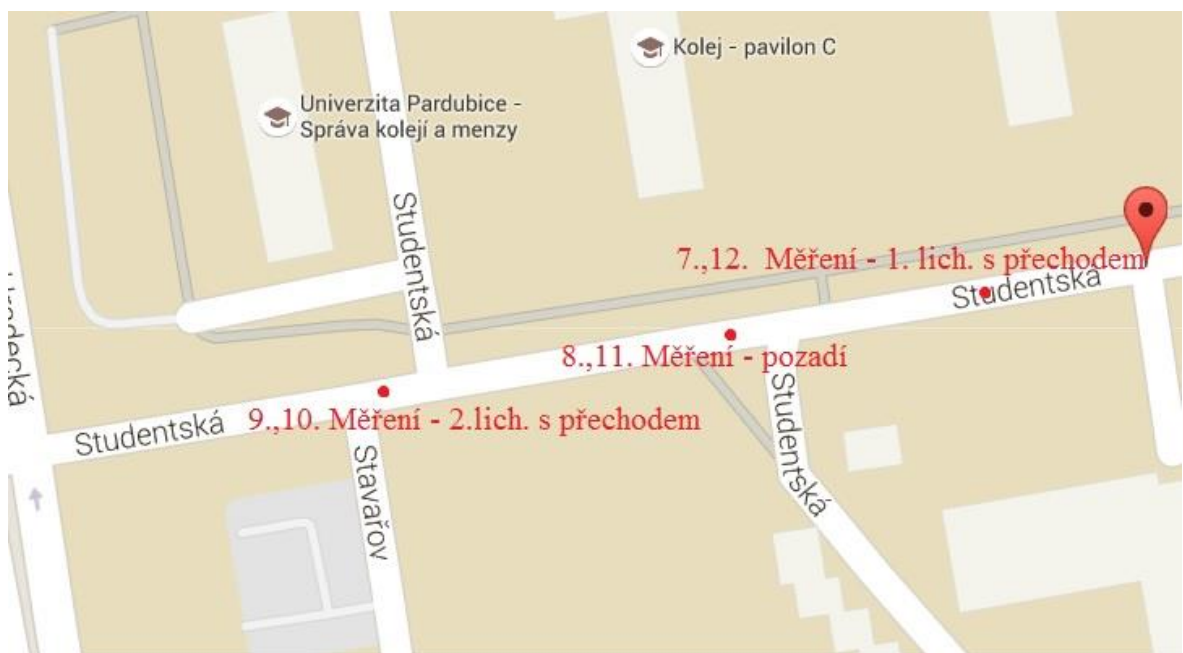 Kolej - pavilon C
Univerzita Pardubice -
Správa kolejí a menzy
Studentská
7.,12. Měření - 1. lich. s přechodem
Studentská
8.,11. Měření - pozadí
9.,10. Měření - 2.lich. s přechodem
Studentská
Studentská
Stavařov